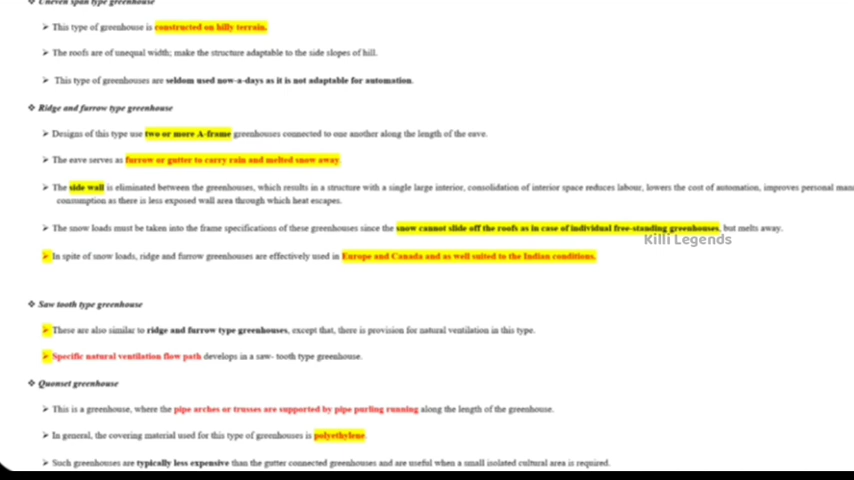 ❖ Uneven span type greenhouse
➢ This type of greenhouse is constructed on hilly terrain.
➢ The roofs are of unequal width; make the structure adaptable to the side slopes of hill.
➢ This type of greenhouses are seldom used now-a-days as it is not adaptable for automation.
❖ Ridge and furrow type greenhouse
➢ Designs of this type use two or more A-frame greenhouses connected to one another along the length of the eave.
➢ The eave serves as furrow or gutter to carry rain and melted snow away.
➢ The side wall is eliminated between the greenhouses, which results in a structure with a single large interior, consolidation of interior space reduces labour, lowers the cost of automation, improves personal man
consumption as there is less exposed wall area through which heat escapes.
➢ The snow loads must be taken into the frame specifications of these greenhouses since the snow cannot slide off the roofs as in case of individual free-standing greenhouses, but melts away.
Killi Legends
➢ In spite of snow loads, ridge and furrow greenhouses are effectively used in Europe and Canada and as well suited to the Indian conditions.
❖ Saw tooth type greenhouse
➢ These are also similar to ridge and furrow type greenhouses, except that, there is provision for natural ventilation in this type.
➢ Specific natural ventilation flow path develops in a saw- tooth type greenhouse.
❖ Quonset greenhouse
➢ This is a greenhouse, where the pipe arches or trusses are supported by pipe purling running along the length of the greenhouse.
➢ In general, the covering material used for this type of greenhouses is polyethylene.
➢ Such greenhouses are typically less expensive than the gutter connected greenhouses and are useful when a small isolated cultural area is required.